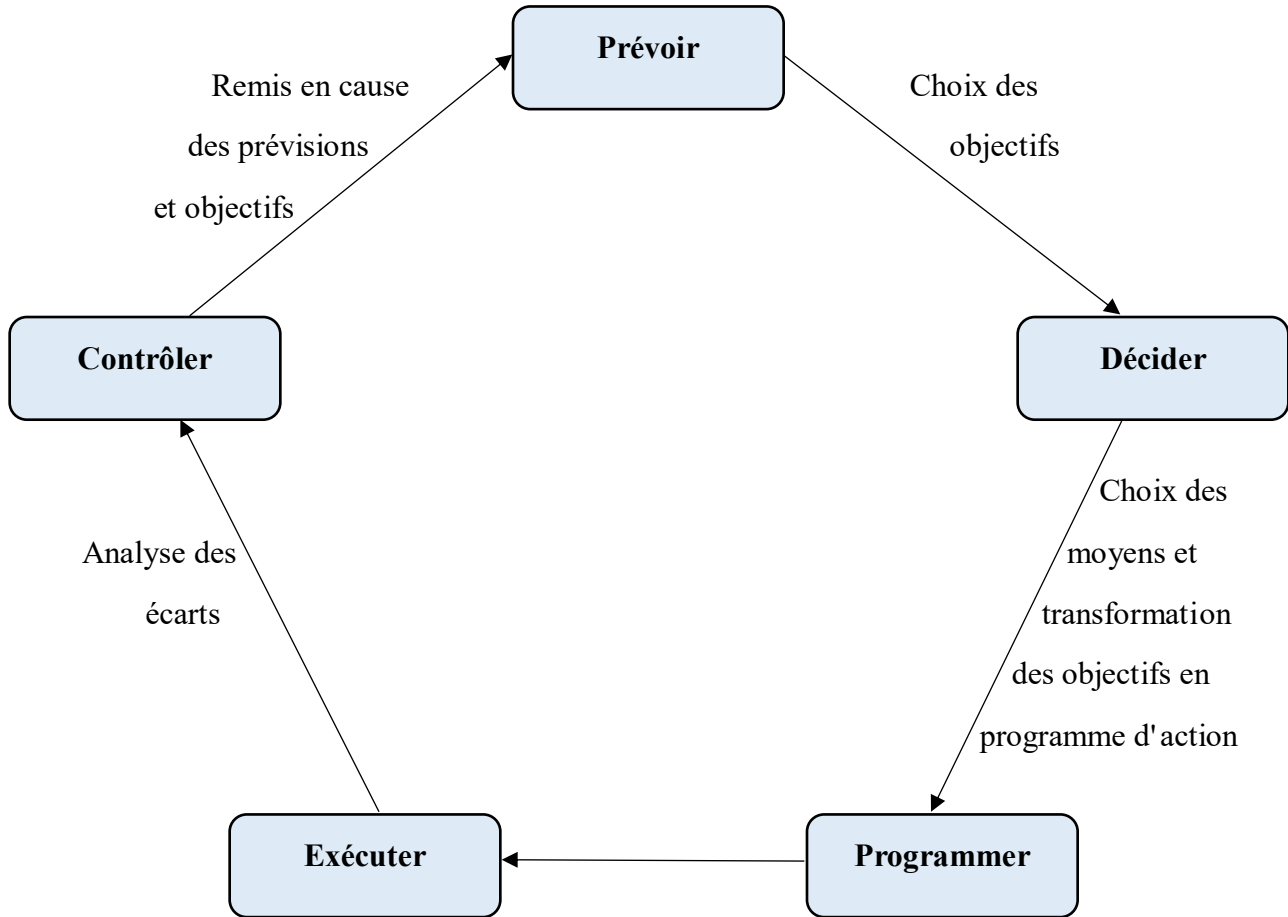 Prévoir
Remis en cause
des prévisions
et objectifs
Choix des
objectifs
Contrôler
Décider
Analyse des
écarts
Choix des
moyens et
transformation
des objectifs en
programme d'action
Exécuter
Programmer